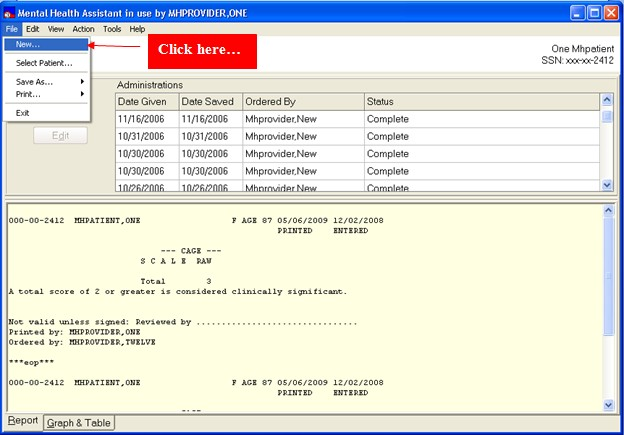 Mental Health Assistant in use by MHPROVIDER,ONE
File Edit View Action Tools Help
New...
Click here…
One Mhpatient
SSN: xxx-xx-2412
Select Patient...
Save As...
Print...
Exit
Edit
Administrations
Date Given Date Saved Ordered By Status
11/16/2006 11/16/2006 Mhprovider,New Complete
10/31/2006 10/31/2006 Mhprovider,New Complete
10/30/2006 10/30/2006 Mhprovider,New Complete
10/30/2006 10/30/2006 Mhprovider,New Complete
10/26/2006 10/26/2006 Mhprovider,New Complete
000-00-2412 MHPATIENT,ONE F AGE 87 05/06/2009 12/02/2008
PRINTED ENTERED
--- CAGE ---
S C A L E RAW
Total 3
A total score of 2 or greater is considered clinically significant.
Not valid unless signed: Reviewed by ................................
Printed by: MHPROVIDER,ONE
Ordered by: MHPROVIDER,TWELVE
***eop***
000-00-2412 MHPATIENT,ONE F AGE 87 05/06/2009 12/02/2008
PRINTED ENTERED
Report Graph & Table